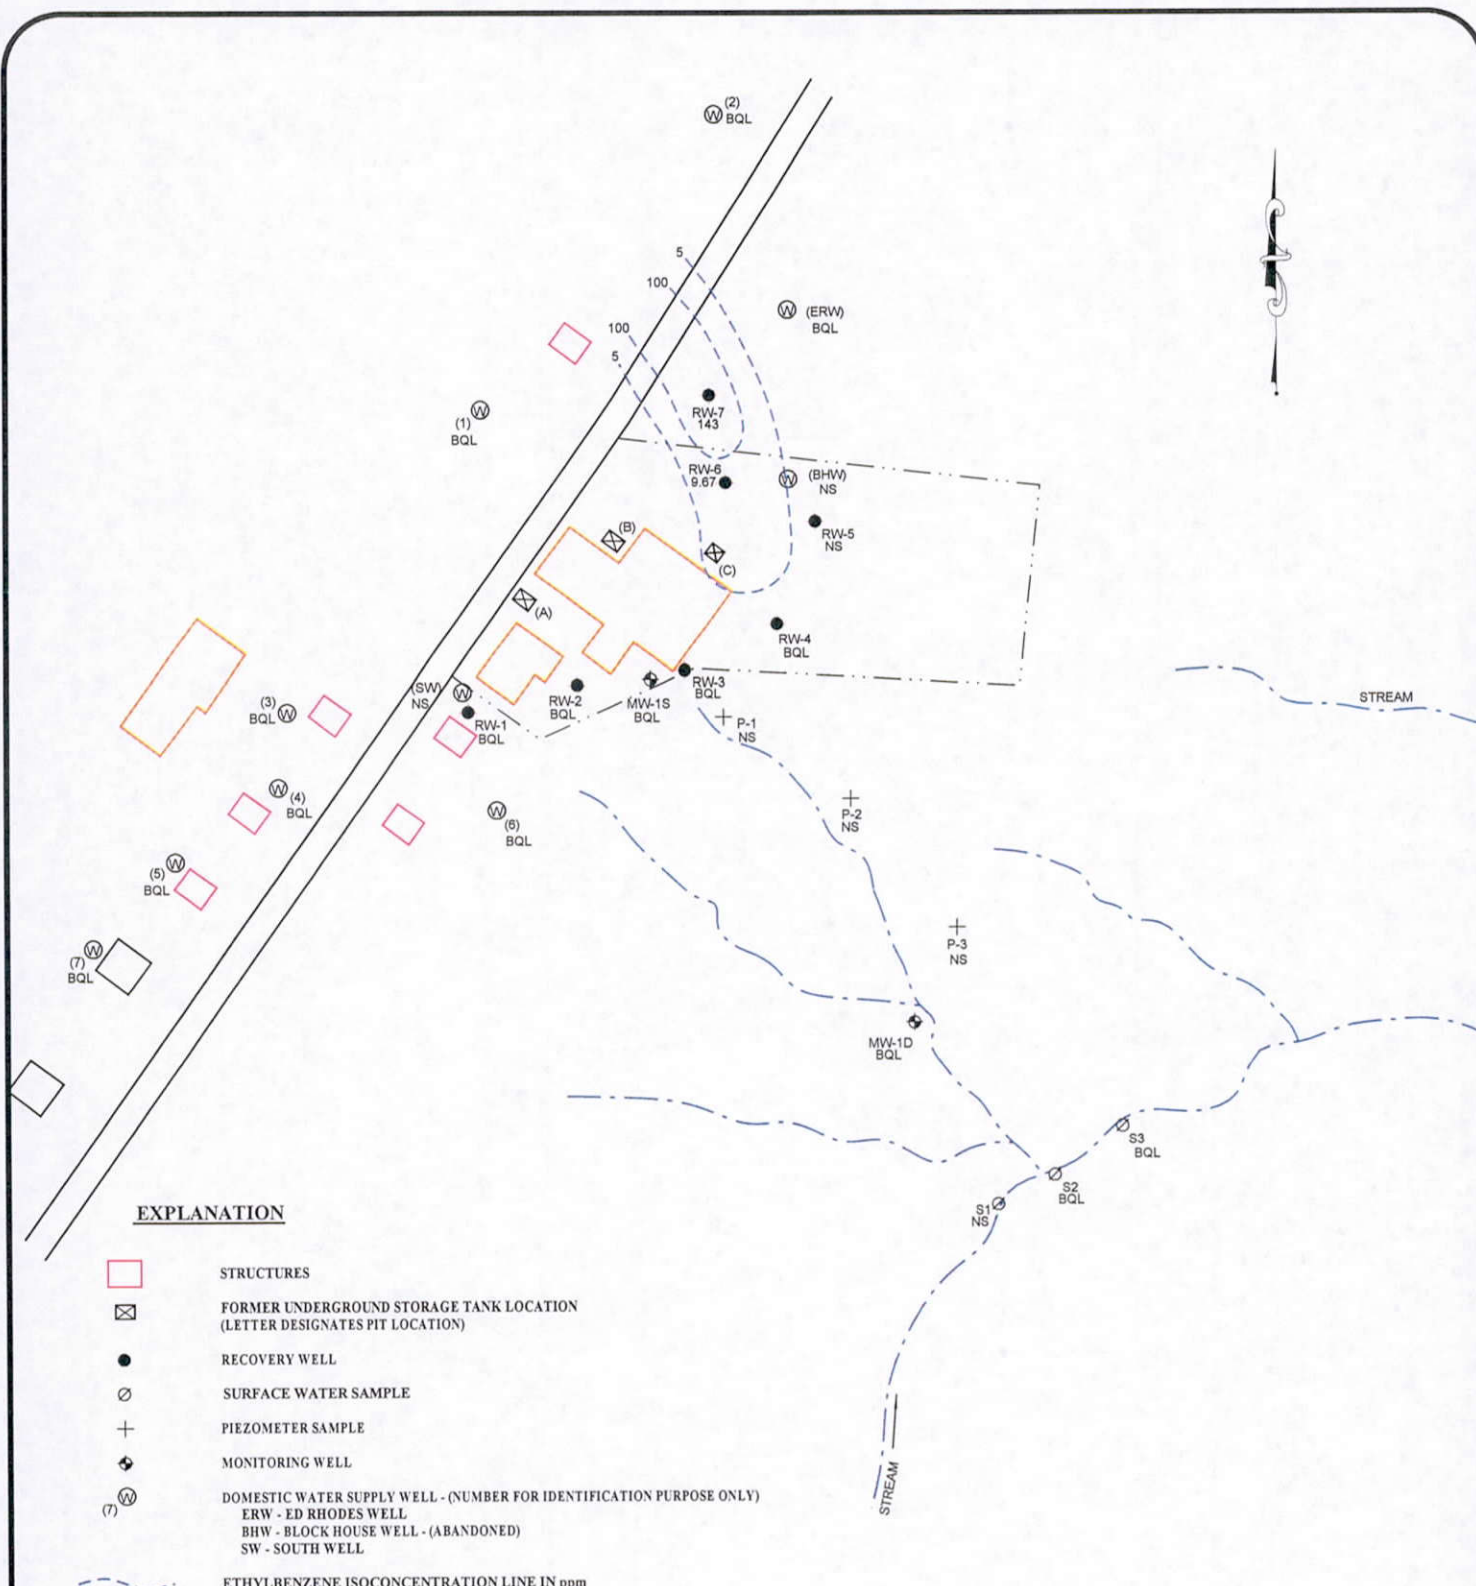 (2)
BQL
5
100
(ERW)
BQL
100
5
(1)
BQL
RW-7
143
RW-6
9.67
(BHW)
NS
RW-5
NS
(B)
(C)
(A)
RW-4
BQL
(SW)
NS
RW-3
BQL
RW-2
BQL
MW-1S
BQL
RW-1
BQL
P-1
NS
STREAM
(3)
BQL
(4)
BQL
(6)
BQL
P-2
NS
(5)
BQL
P-3
NS
(7)
BQL
MW-1D
BQL
S3
BQL
S2
BQL
S1
NS
STREAM
EXPLANATION
STRUCTURES
FORMER UNDERGROUND STORAGE TANK LOCATION
(LETTER DESIGNATES PIT LOCATION)
RECOVERY WELL
SURFACE WATER SAMPLE
PIEZOMETER SAMPLE
MONITORING WELL
(7) W DOMESTIC WATER SUPPLY WELL - (NUMBER FOR IDENTIFICATION PURPOSE ONLY)
ERW - ED RHODES WELL
BHW - BLOCK HOUSE WELL - (ABANDONED)
SW - SOUTH WELL
ETHYLBENZENE ISOCONCENTRATION LINE IN ppm